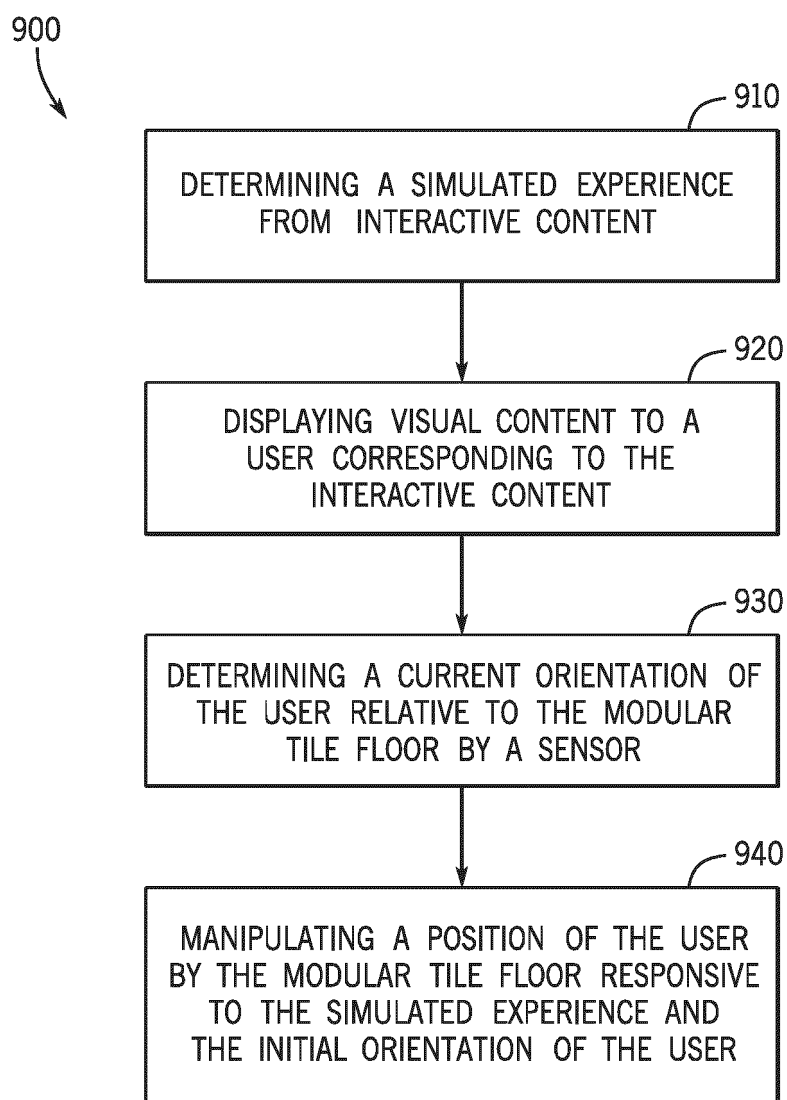 900
910
DETERMINING A SIMULATED EXPERIENCE
FROM INTERACTIVE CONTENT
920
DISPLAYING VISUAL CONTENT TO A
USER CORRESPONDING TO THE
INTERACTIVE CONTENT
930
DETERMINING A CURRENT ORIENTATION OF
THE USER RELATIVE TO THE MODULAR
TILE FLOOR BY A SENSOR
940
MANIPULATING A POSITION OF THE USER
BY THE MODULAR TILE FLOOR RESPONSIVE
TO THE SIMULATED EXPERIENCE AND
THE INITIAL ORIENTATION OF THE USER